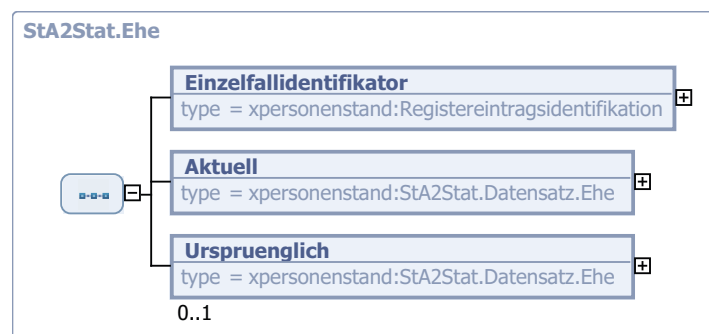 StA2Stat.Ehe
Einzelfallidentifikator
type = xpersonenstand:Registereintragsidentifikation
Aktuell
type = xpersonenstand:StA2Stat.Datensatz.Ehe
Urspruenglich
type = xpersonenstand:StA2Stat.Datensatz.Ehe
0..1